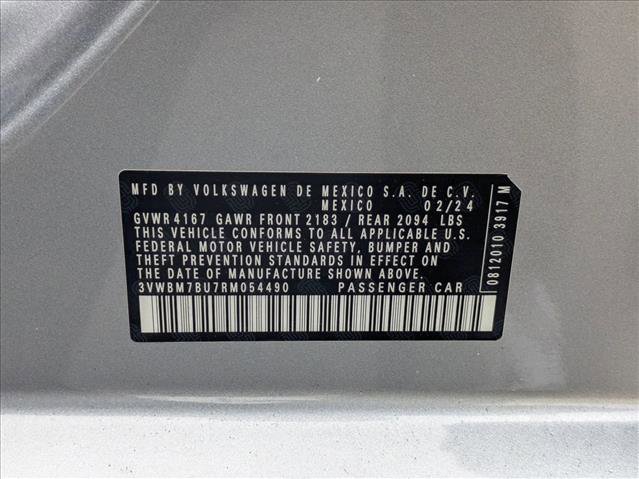 MFD BY VOLKSWAGEN DE MEXICO S.A. DE C.V.
MEXICO 02/24
GVWR 4167 GAWR FRONT 2183 / REAR 2094 LBS
THIS VEHICLE CONFORMS TO ALL APPLICABLE U.S.
FEDERAL MOTOR VEHICLE SAFETY, BUMPER AND
THEFT PREVENTION STANDARDS IN EFFECT ON
THE DATE OF MANUFACTURE SHOWN ABOVE.
3VWBM7BU7RM054490 PASSENGER CAR
0812010 3917 M